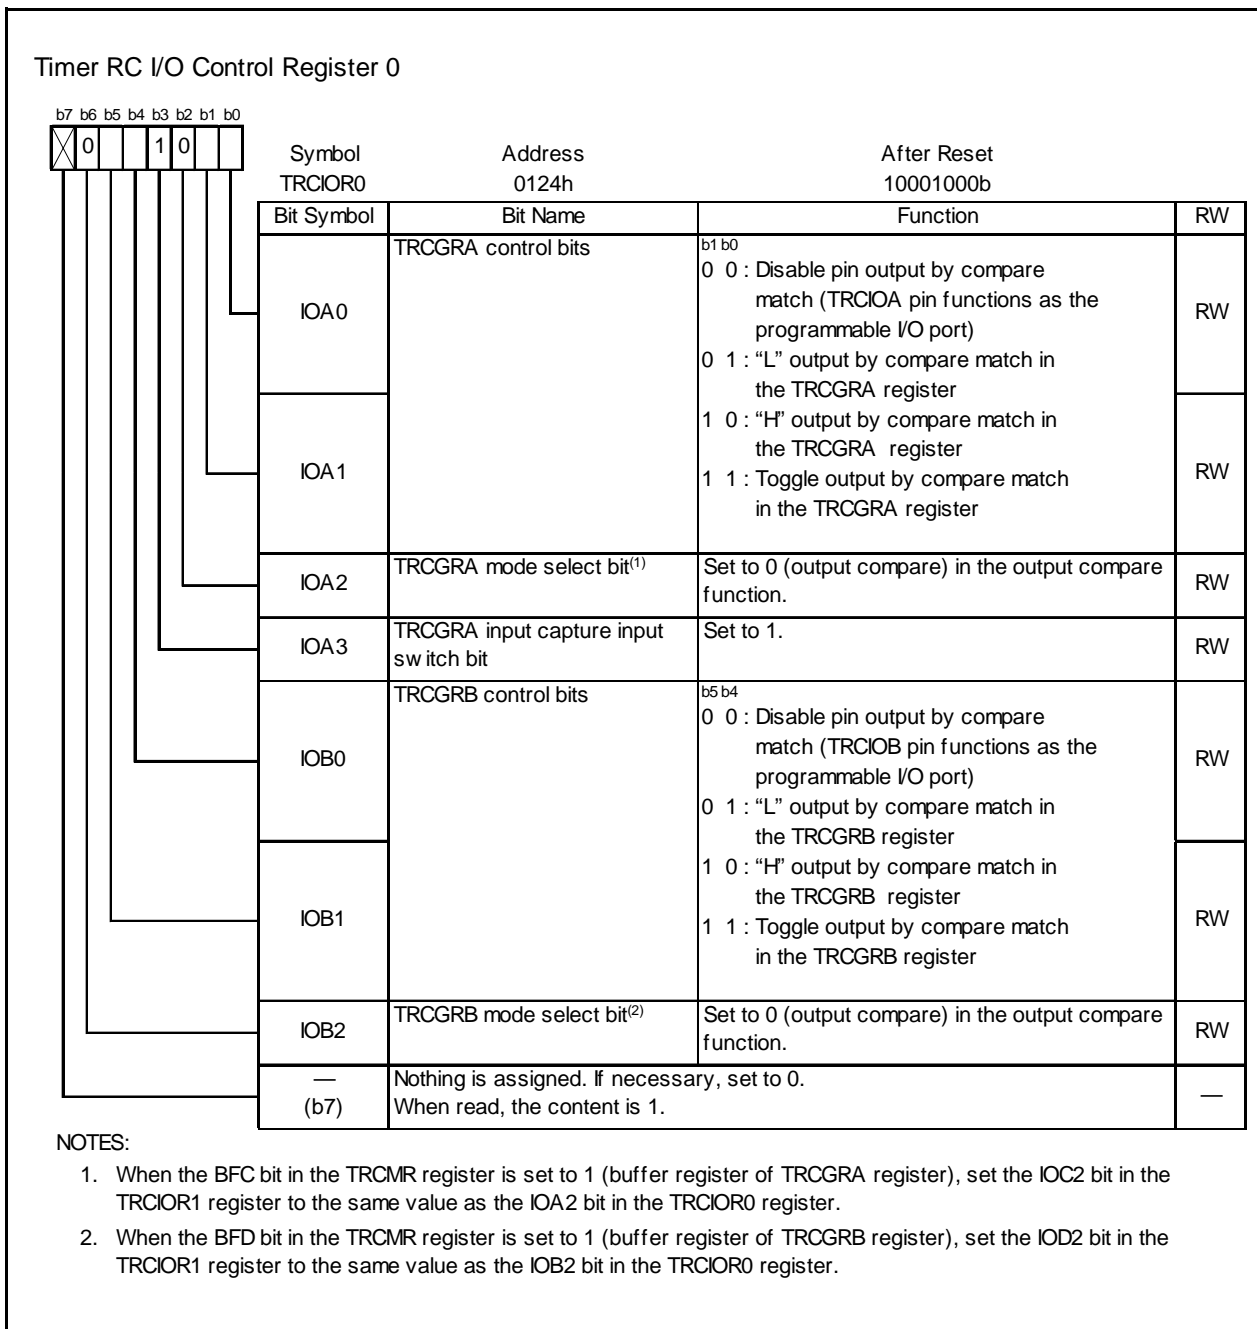 Timer RC I/O Control Register 0
b7 b6 b5 b4 b3 b2 b1 b0
0 1 0
Symbol Address After Reset
TRCIOR0 0124h 10001000b
Bit Symbol Bit Name Function RW
IOA0
TRCGRA control bits
b1 b0
0 0 : Disable pin output by compare
match (TRCIOA pin functions as the
programmable I/O port)
0 1 : “L” output by compare match in
the TRCGRA register
RW
IOA1
1 0 : “H” output by compare match in
the TRCGRA register
1 1 : Toggle output by compare match
in the TRCGRA register
RW
IOA2
TRCGRA mode select bit(1)
Set to 0 (output compare) in the output compare
function.
RW
IOA3
TRCGRA input capture input
switch bit
Set to 1.
RW
IOB0
TRCGRB control bits
b5 b4
0 0 : Disable pin output by compare
match (TRCIOB pin functions as the
programmable I/O port)
0 1 : “L” output by compare match in
the TRCGRB register
RW
IOB1
1 0 : “H” output by compare match in
the TRCGRB register
1 1 : Toggle output by compare match
in the TRCGRB register
RW
IOB2
TRCGRB mode select bit(2)
Set to 0 (output compare) in the output compare
function.
RW
—
(b7)
Nothing is assigned. If necessary, set to 0.
When read, the content is 1.
—
NOTES:
1. When the BFC bit in the TRCMR register is set to 1 (buffer register of TRCGRA register), set the IOC2 bit in the
TRCIOR1 register to the same value as the IOA2 bit in the TRCIOR0 register.
2. When the BFD bit in the TRCMR register is set to 1 (buffer register of TRCGRB register), set the IOD2 bit in the
TRCIOR1 register to the same value as the IOB2 bit in the TRCIOR0 register.